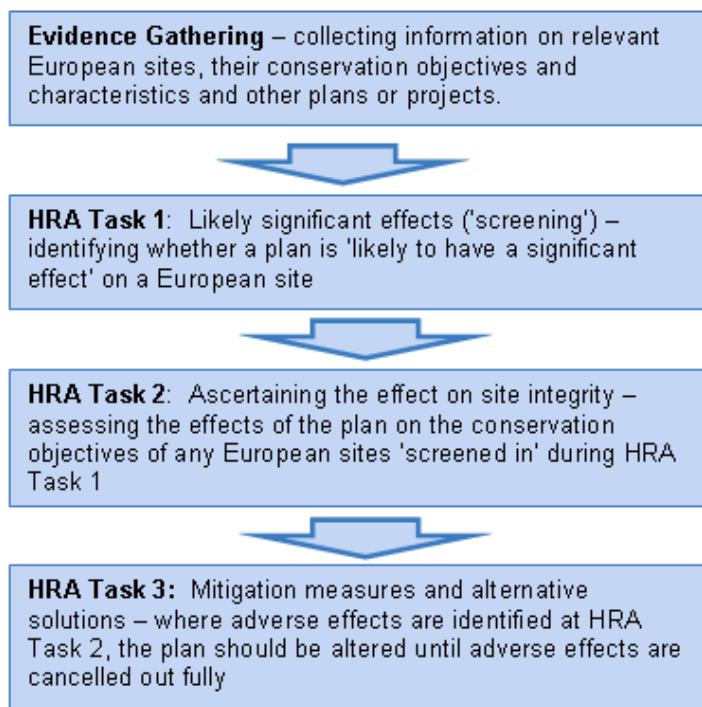 Evidence Gathering – collecting information on relevant
European sites, their conservation objectives and
characteristics and other plans or projects.
HRA Task 1:  Likely significant effects ('screening') –
identifying whether a plan is 'likely to have a significant
effect' on a European site
HRA Task 2:  Ascertaining the effect on site integrity –
assessing the effects of the plan on the conservation
objectives of any European sites 'screened in' during HRA
Task 1
HRA Task 3:  Mitigation measures and alternative
solutions – where adverse effects are identified at HRA
Task 2, the plan should be altered until adverse effects are
cancelled out fully